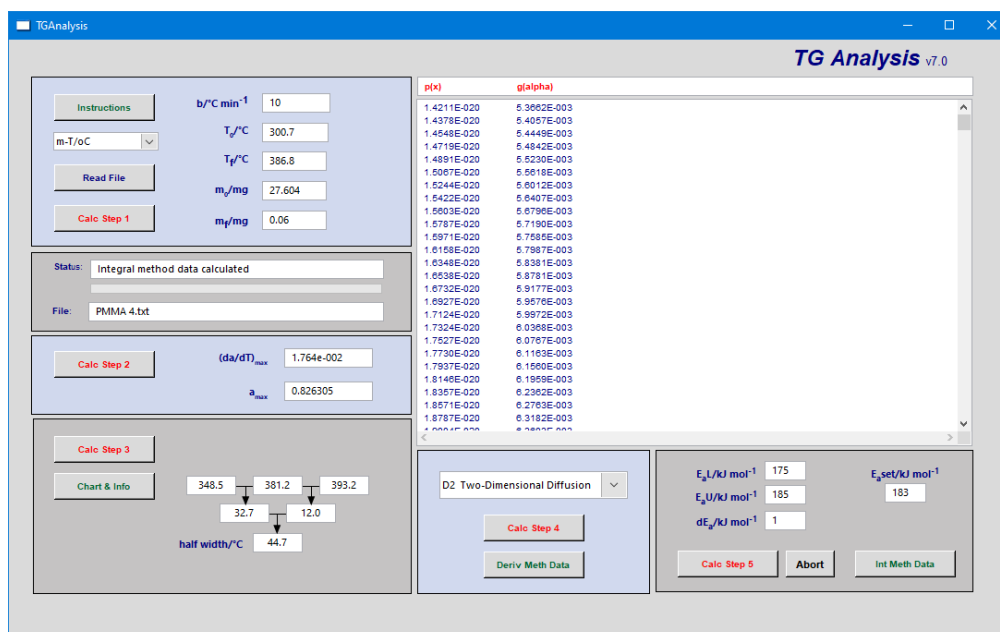 TGAnalysis
TG Analysis v7.0
Instructions
m-T/oC
Read File
Calc Step 1
b/°C min-1 10
To/°C 300.7
Tf/°C 386.8
mo/mg 27.604
mf/mg 0.06
Status: Integral method data calculated
File: PMMA 4.txt
Calc Step 2
(da/dT)max 1.764e-002
amax 0.826305
Calc Step 3
Chart & Info
348.5 381.2 393.2
32.7 12.0
half width/°C 44.7
p(x) g(alpha)
1.4211E-020 5.3662E-003
1.4378E-020 5.4057E-003
1.4548E-020 5.4449E-003
1.4719E-020 5.4842E-003
1.4891E-020 5.5230E-003
1.5067E-020 5.5618E-003
1.5244E-020 5.6012E-003
1.5422E-020 5.6407E-003
1.5603E-020 5.6796E-003
1.5787E-020 5.7190E-003
1.5971E-020 5.7585E-003
1.6158E-020 5.7987E-003
1.6348E-020 5.8381E-003
1.6538E-020 5.8781E-003
1.6732E-020 5.9177E-003
1.6927E-020 5.9576E-003
1.7124E-020 5.9972E-003
1.7324E-020 6.0368E-003
1.7527E-020 6.0767E-003
1.7730E-020 6.1163E-003
1.7937E-020 6.1560E-003
1.8146E-020 6.1959E-003
1.8357E-020 6.2362E-003
1.8571E-020 6.2763E-003
1.8787E-020 6.3182E-003
D2 Two-Dimensional Diffusion
Calc Step 4
Deriv Meth Data
EaL/kJ mol-1 175
EaU/kJ mol-1 185
dEa/kJ mol-1 1
Easet/kJ mol-1
183
Calc Step 5
Abort
Int Meth Data